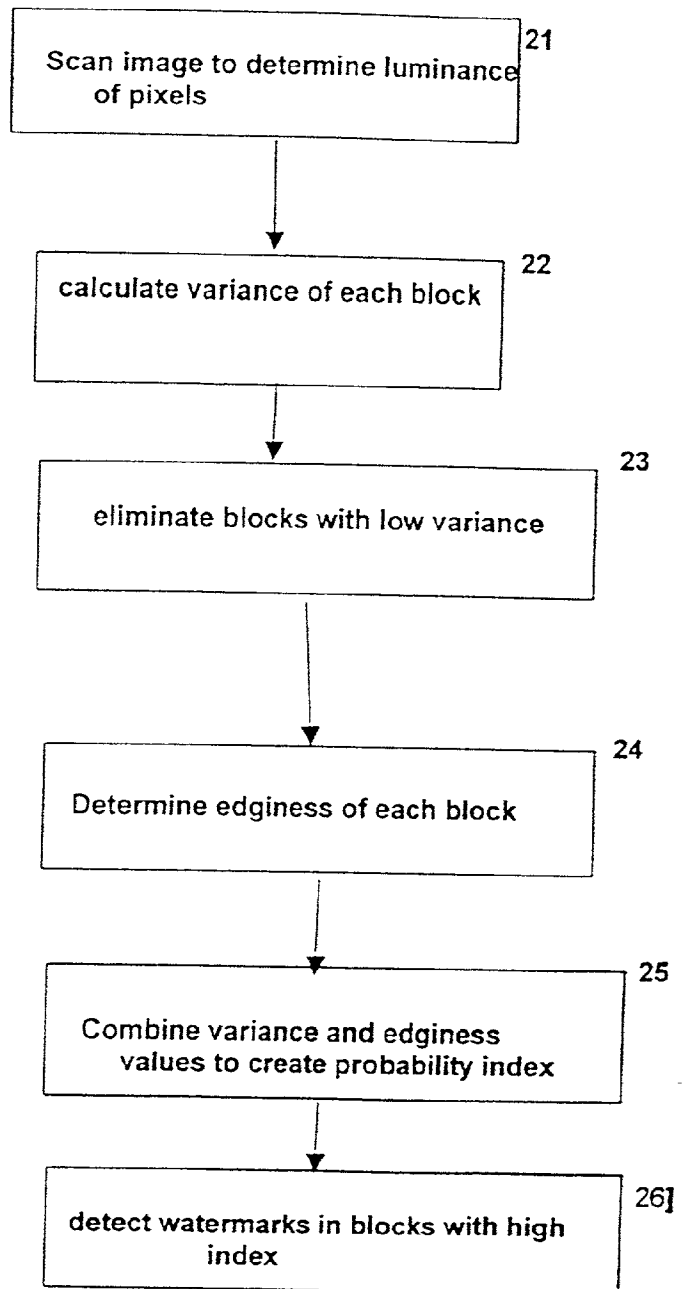 21
Scan image to determine luminance
of pixels
22
calculate variance of each block
23
eliminate blocks with low variance
24
Determine edginess of each block
25
Combine variance and edginess
values to create probability index
26]
detect watermarks in blocks with high
index